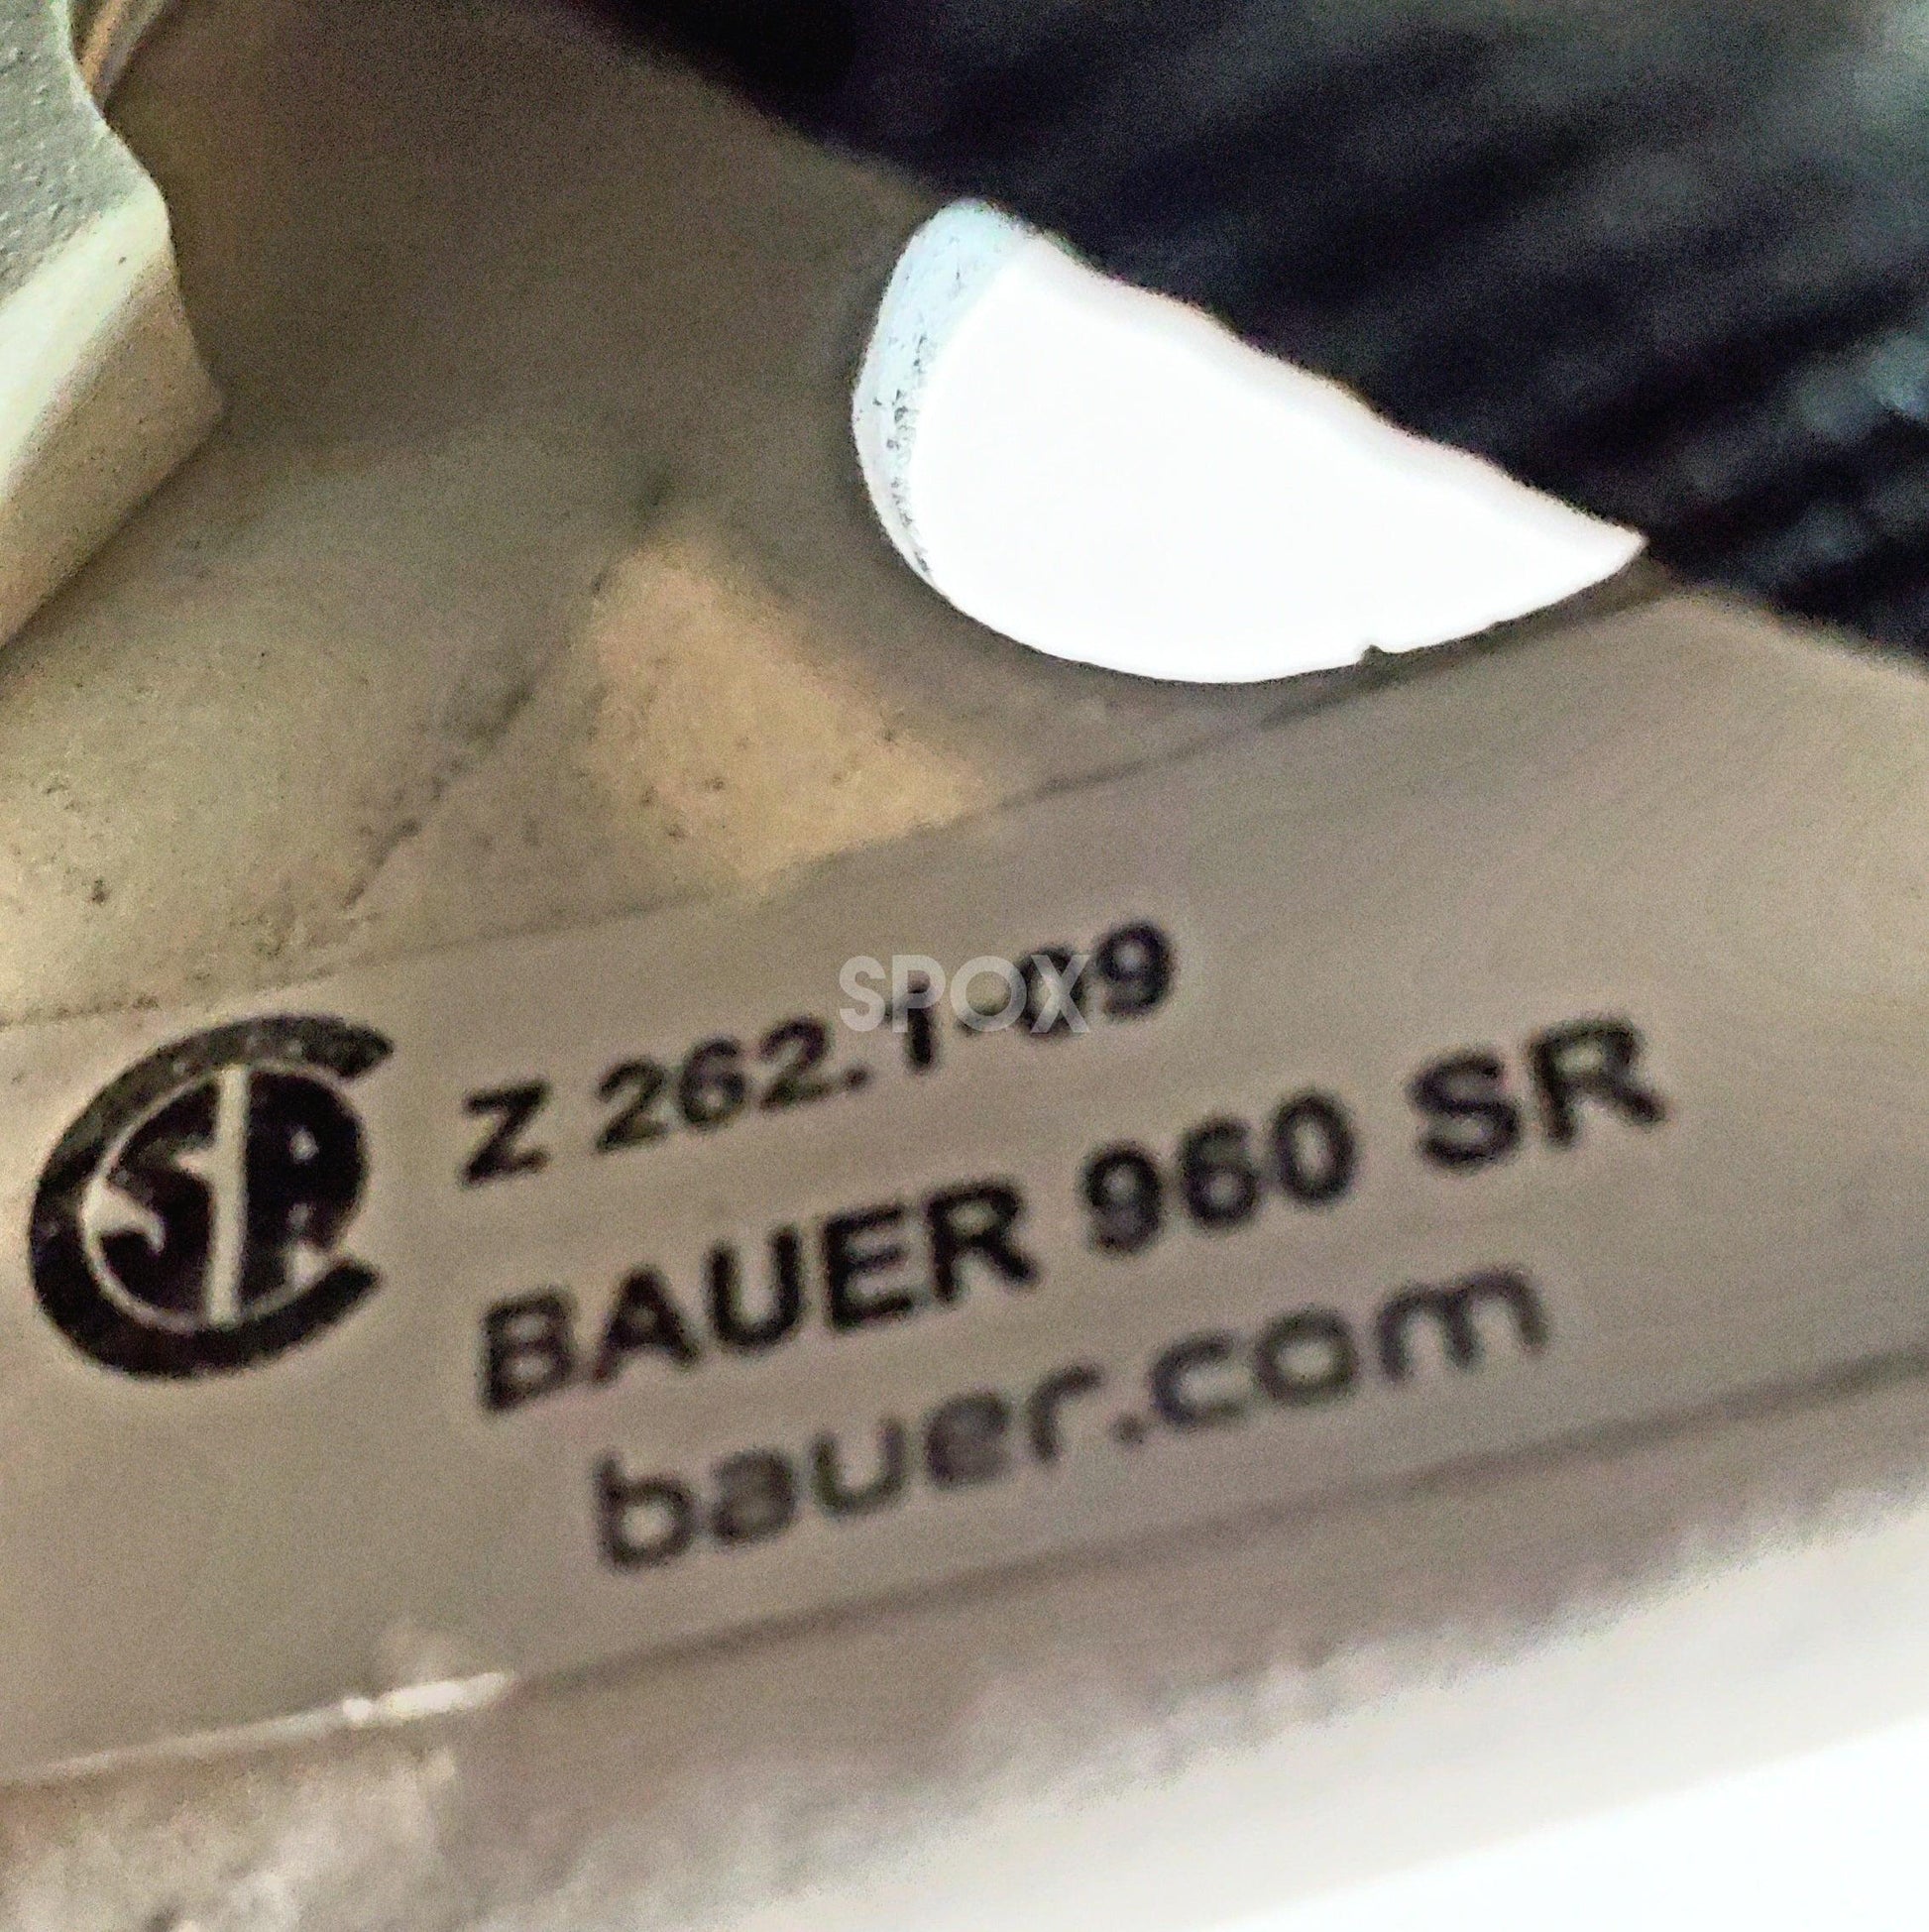 Z 262.1-09
BAUER 960 SR
bauer.com
SPOX